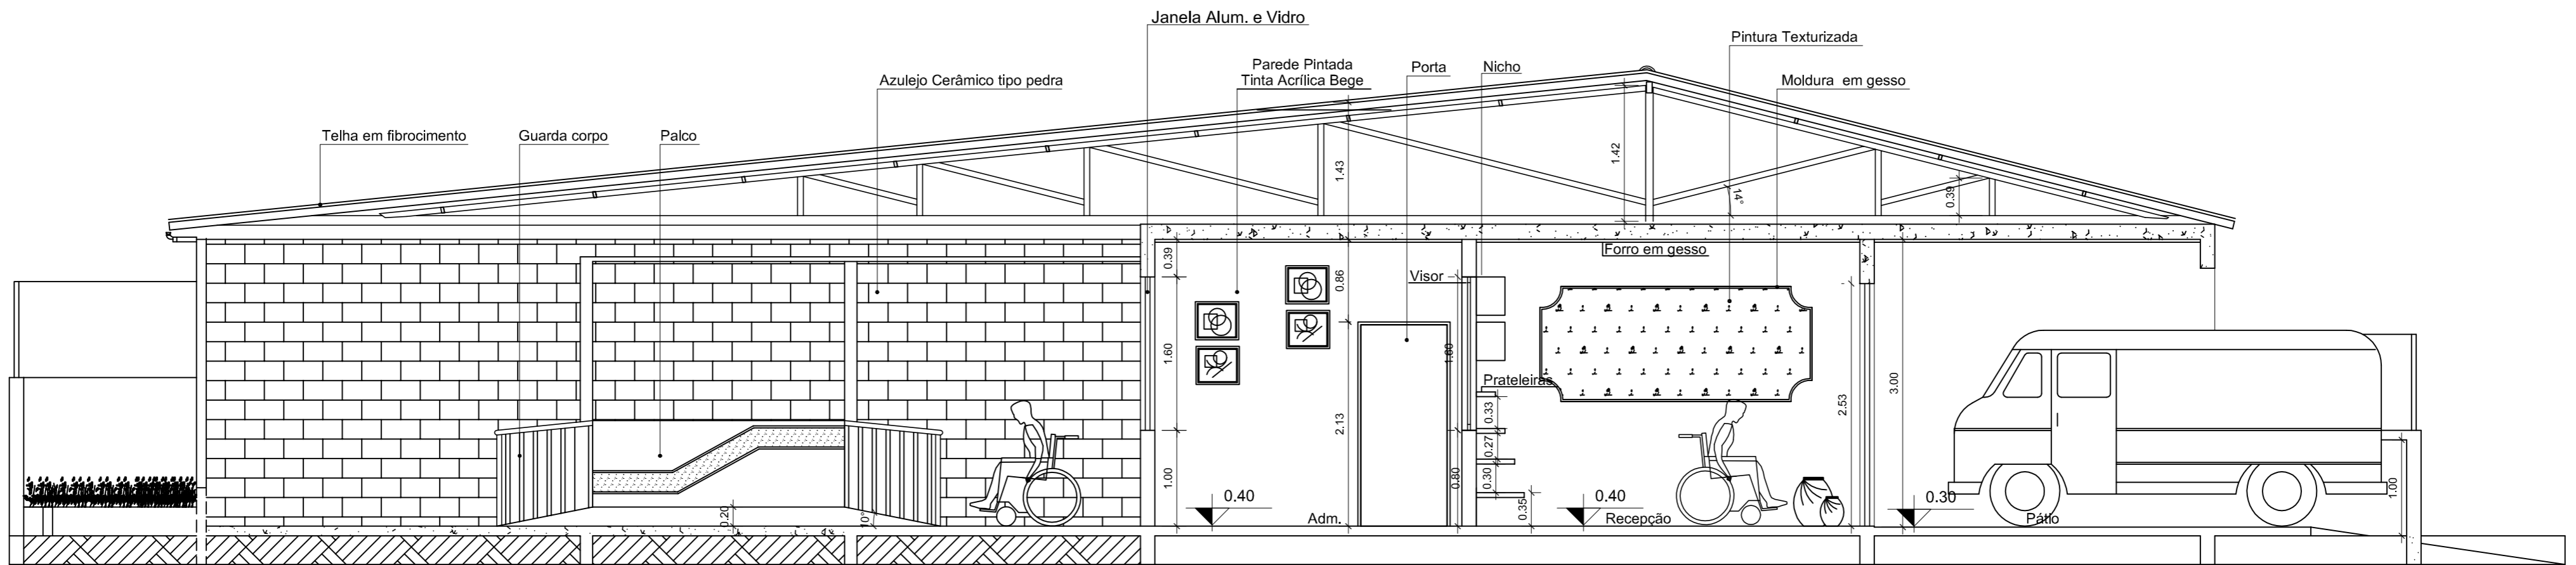 Janela Alum. e Vidro
Pintura Texturizada
Parede Pintada
Tinta Acrílica Bege
Porta
Nicho
Azulejo Cerâmico tipo pedra
Moldura em gesso
Telha em fibrocimento
Guarda corpo
Palco
1.43
1.42
14°
0.39
Forro em gesso
0.39
0.86
Visor
1.60
1.60
Prateleiras
2.53
3.00
2.13
0.33
0.27
1.00
0.80
0.30
0.35
1.00
0.20
10°
0.40
0.40
0.30
Adm.
Recepção
Pátio